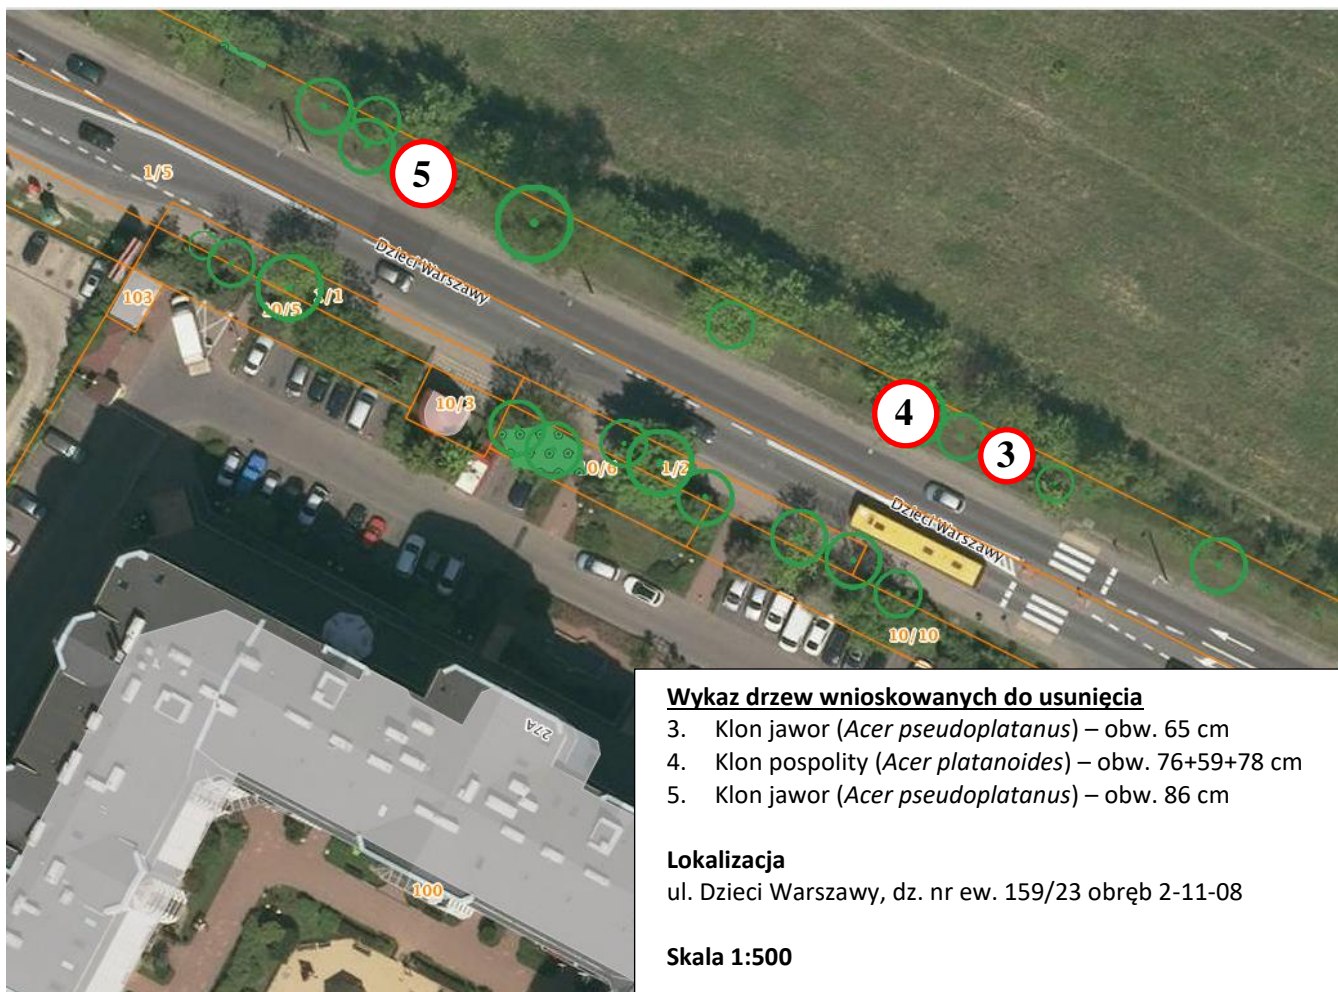 5
1/5
Dzieci Warszawy
103
10/5
1/1
10/3
4
3
10/6
1/2
Dzieci Warszawy
10/10
27A
100
Wykaz drzew wnioskowanych do usunięcia
3. Klon jawor (Acer pseudoplatanus) – obw. 65 cm
4. Klon pospolity (Acer platanoides) – obw. 76+59+78 cm
5. Klon jawor (Acer pseudoplatanus) – obw. 86 cm
Lokalizacja
ul. Dzieci Warszawy, dz. nr ew. 159/23 obręb 2-11-08
Skala 1:500